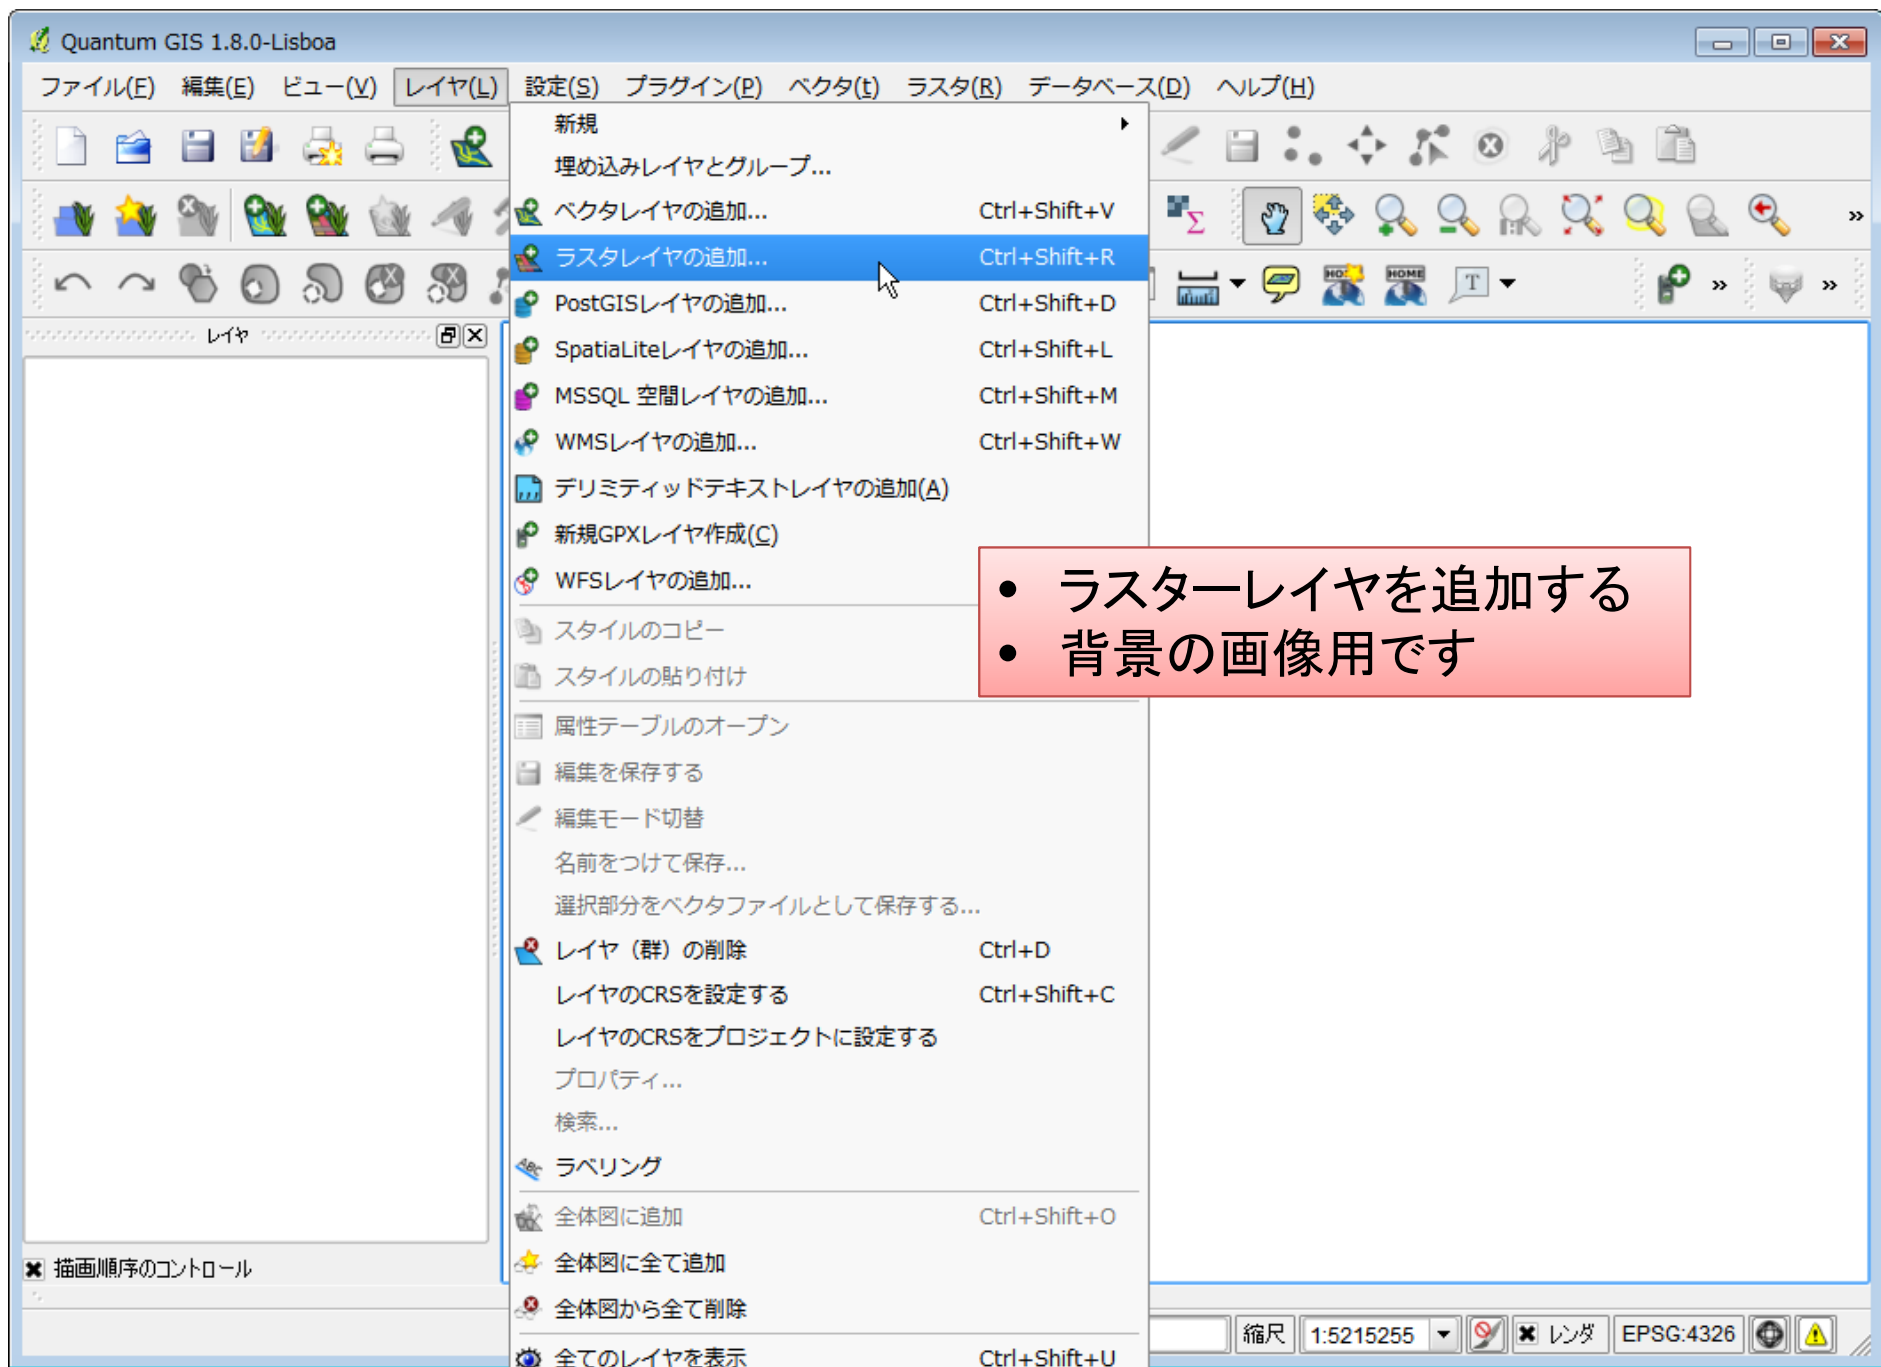 Quantum GIS 1.8.0-Lisboa
ファイル(F) 編集(E) ビュー(V) レイヤ(L) 設定(S) プラグイン(P) ベクタ(t) ラスタ(R) データベース(D) ヘルプ(H)
新規
埋め込みレイヤとグループ...
ベクタレイヤの追加... Ctrl+Shift+V
ラスタレイヤの追加... Ctrl+Shift+R
PostGISレイヤの追加... Ctrl+Shift+D
SpatiaLiteレイヤの追加... Ctrl+Shift+L
MSSQL 空間レイヤの追加... Ctrl+Shift+M
WMSレイヤの追加... Ctrl+Shift+W
デリミティッドテキストレイヤの追加(A)
新規GPXレイヤ作成(C)
WFSレイヤの追加...
スタイルのコピー
スタイルの貼り付け
属性テーブルのオープン
編集を保存する
編集モード切替
名前をつけて保存...
選択部分をベクタファイルとして保存する...
レイヤ（群）の削除 Ctrl+D
レイヤのCRSを設定する Ctrl+Shift+C
レイヤのCRSをプロジェクトに設定する
プロパティ...
検索...
ラベリング
全体図に追加 Ctrl+Shift+O
全体図に全て追加
全体図から全て削除
全てのレイヤを表示 Ctrl+Shift+U
レイヤ
• ラスターレイヤを追加する
• 背景の画像用です
描画順序のコントロール
縮尺 1:5215255 レンダ EPSG:4326